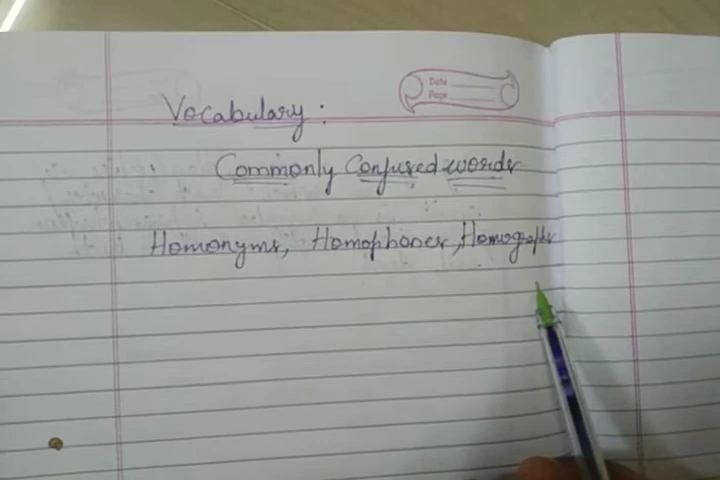 Date
Page
Vocabulary :
Commonly Confused words
Homonyms, Homophones, Homographs